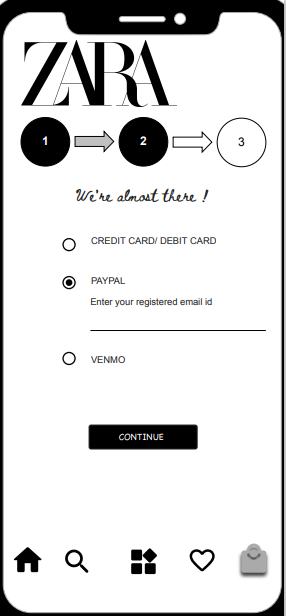 ZARA
1 2 3
We're almost there !
CREDIT CARD/ DEBIT CARD
PAYPAL
Enter your registered email id
VENMO
CONTINUE